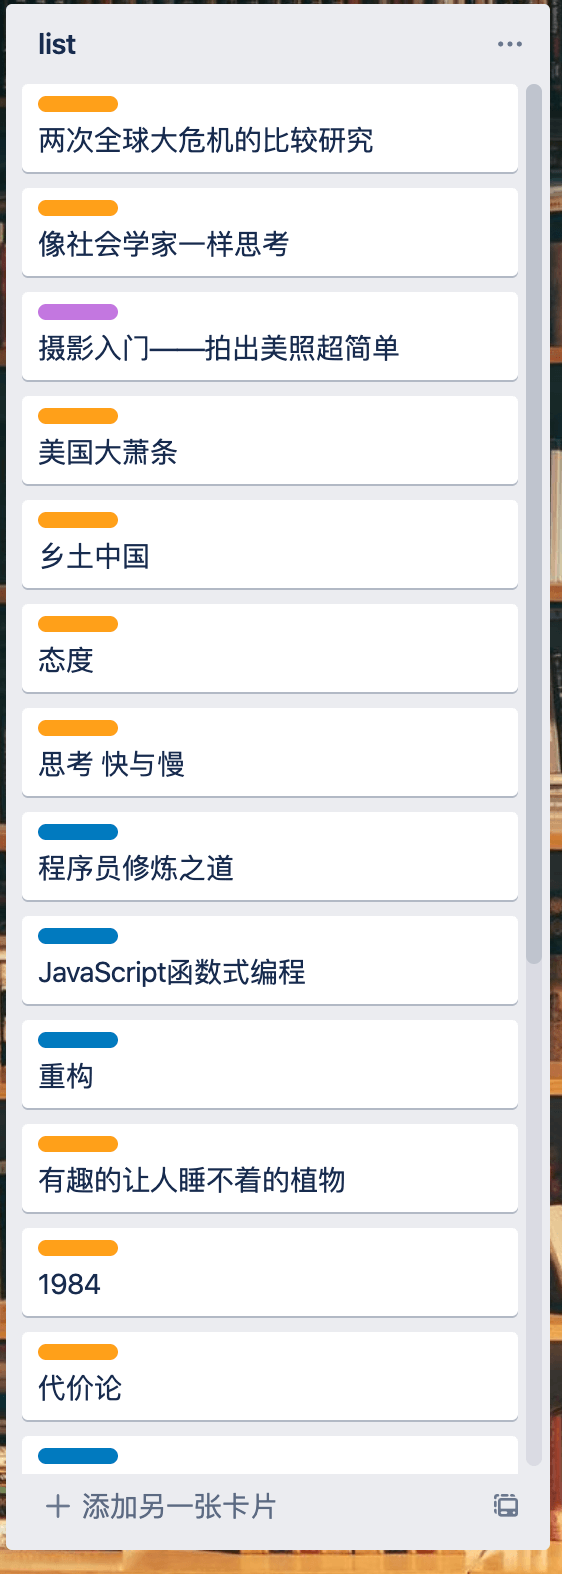 list
两次全球大危机的比较研究
像社会学家一样思考
摄影入门——拍出美照超简单
美国大萧条
乡土中国
态度
思考 快与慢
程序员修炼之道
JavaScript函数式编程
重构
有趣的让人睡不着的植物
1984
代价论
添加另一张卡片